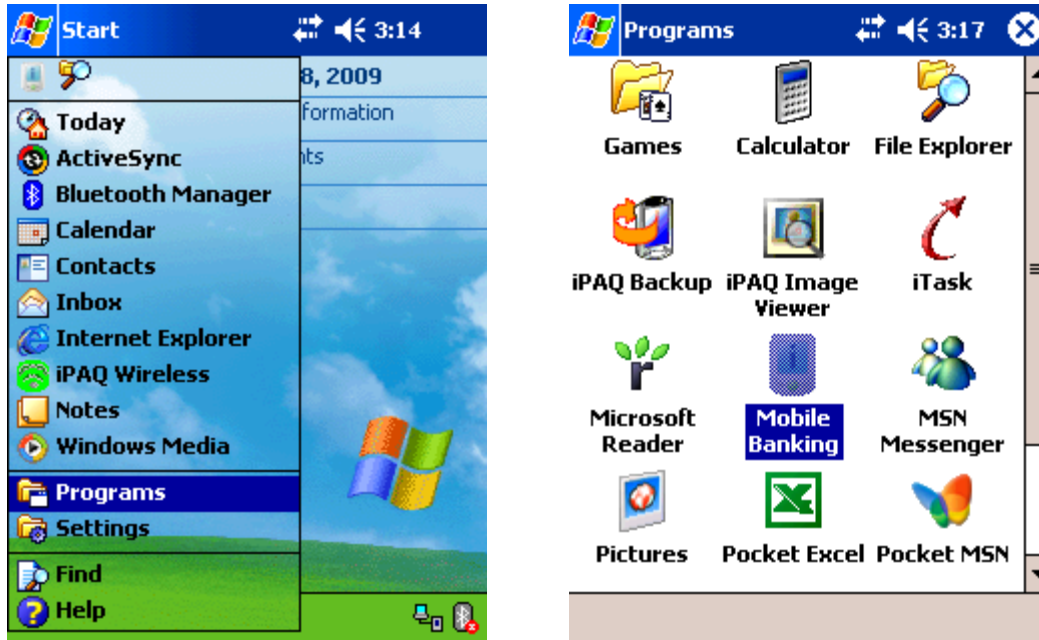 Start 3:14
8, 2009
Today
formation
ActiveSync
nts
Bluetooth Manager
Calendar
Contacts
Inbox
Internet Explorer
iPAQ Wireless
Notes
Windows Media
Programs
Settings
Find
Help
Programs 3:17
Games Calculator File Explorer
iPAQ Backup iPAQ Image iTask
Viewer
Microsoft Mobile MSN
Reader Banking Messenger
Pictures Pocket Excel Pocket MSN